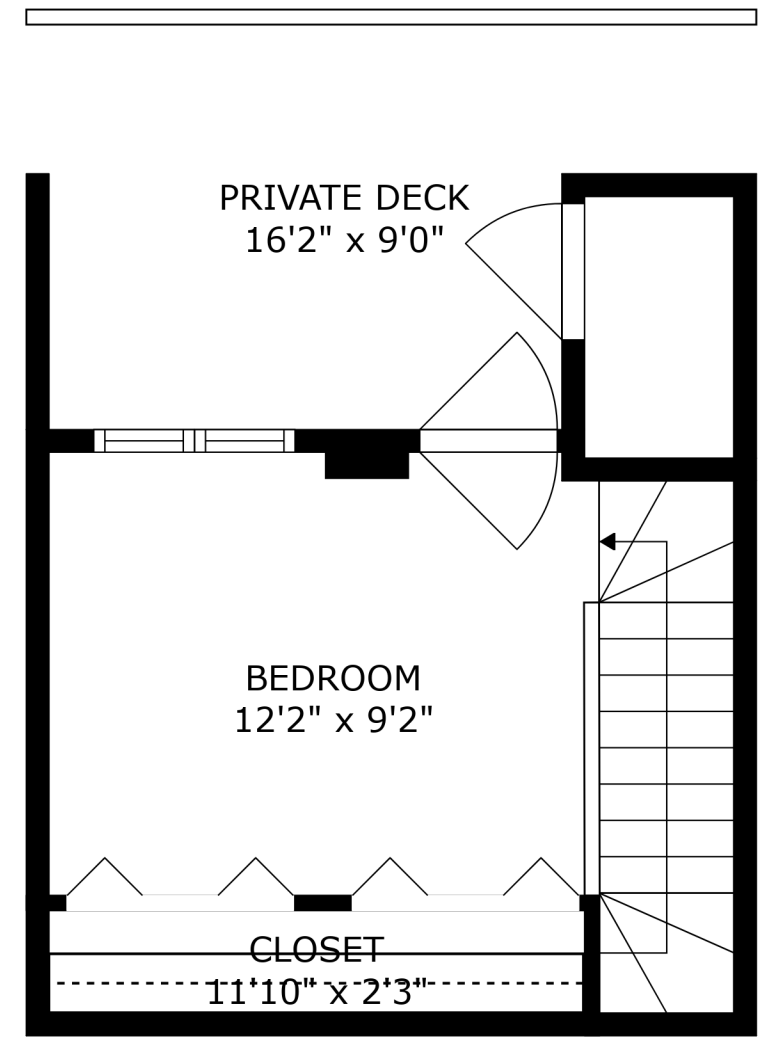 PRIVATE DECK
16'2" x 9'0"
BEDROOM
12'2" x 9'2"
CLOSET
11'10" x 2'3"